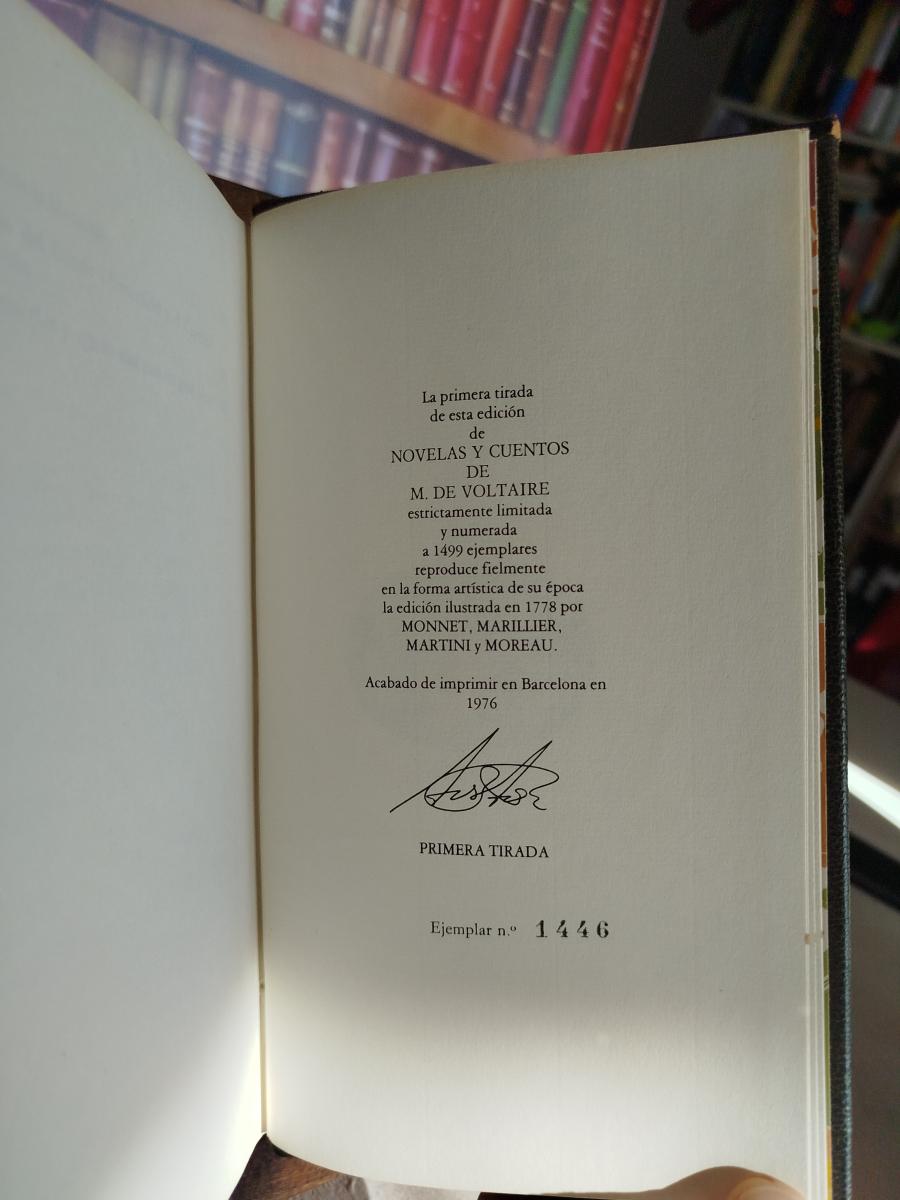 La primera tirada
de esta edición
de
NOVELAS Y CUENTOS
DE
M. DE VOLTAIRE
estrictamente limitada
y numerada
a 1499 ejemplares
reproduce fielmente
en la forma artística de su época
la edición ilustrada en 1778 por
MONNET, MARILLIER,
MARTINI y MOREAU.
Acabado de imprimir en Barcelona en
1976
PRIMERA TIRADA
Ejemplar n.º 1446